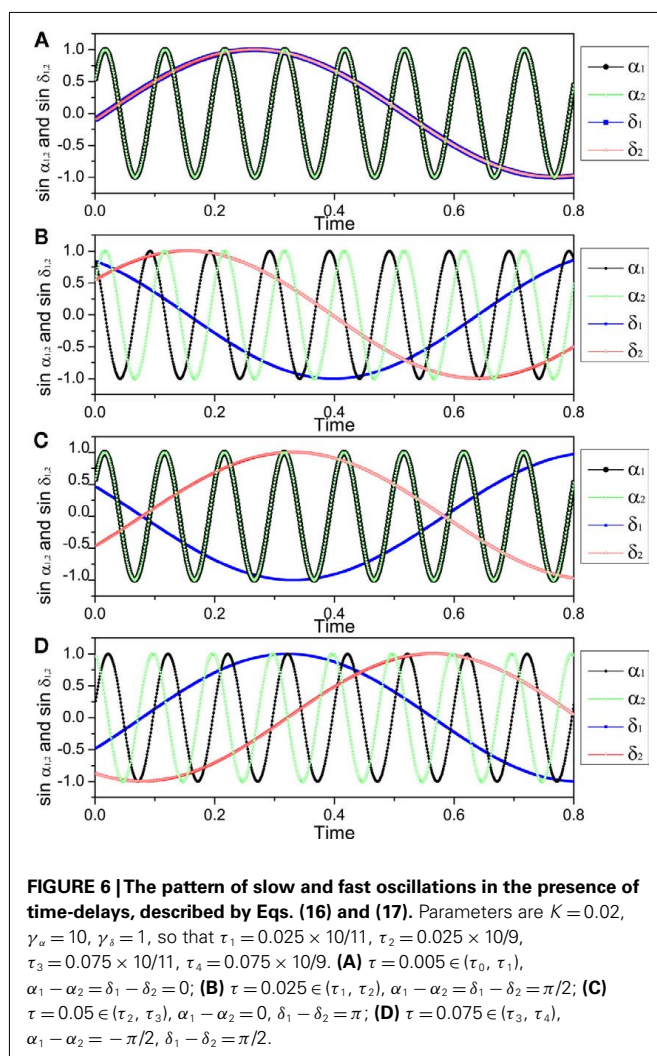 A
sin α1,2 and sin δ1,2
1.0
0.5
0.0
-0.5
-1.0
0.0 0.2 0.4 0.6 0.8
Time
α1
α2
δ1
δ2
B
sin α1,2 and sin δ1,2
1.0
0.5
0.0
-0.5
-1.0
0.0 0.2 0.4 0.6 0.8
Time
α1
α2
δ1
δ2
C
sin α1,2 and sin δ1,2
1.0
0.5
0.0
-0.5
-1.0
0.0 0.2 0.4 0.6 0.8
Time
α1
α2
δ1
δ2
D
sin α1,2 and sin δ1,2
1.0
0.5
0.0
-0.5
-1.0
0.0 0.2 0.4 0.6 0.8
Time
α1
α2
δ1
δ2
FIGURE 6 | The pattern of slow and fast oscillations in the presence of
time-delays, described by Eqs. (16) and (17). Parameters are K = 0.02,
γα = 10, γδ = 1, so that τ1 = 0.025 × 10/11, τ2 = 0.025 × 10/9,
τ3 = 0.075 × 10/11, τ4 = 0.075 × 10/9. (A) τ = 0.005 ∈ (τ0, τ1),
α1 − α2 = δ1 − δ2 = 0; (B) τ = 0.025 ∈ (τ1, τ2), α1 − α2 = δ1 − δ2 = π/2; (C)
τ = 0.05 ∈ (τ2, τ3), α1 − α2 = 0, δ1 − δ2 = π; (D) τ = 0.075 ∈ (τ3, τ4),
α1 − α2 = − π/2, δ1 − δ2 = π/2.